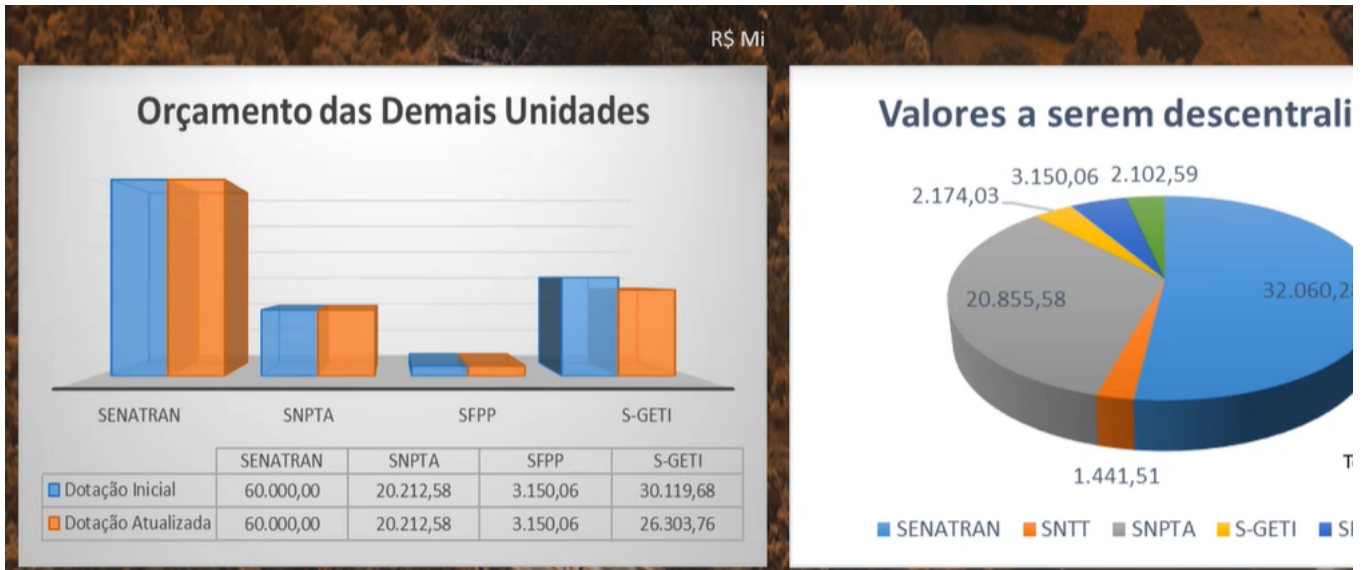 R$ Mi
Orçamento das Demais Unidades
SENATRAN SNPTA SFPP S-GETI
SENATRAN SNPTA SFPP S-GETI
Dotação Inicial 60.000,00 20.212,58 3.150,06 30.119,68
Dotação Atualizada 60.000,00 20.212,58 3.150,06 26.303,76
Valores a serem descentrali
3.150,06 2.102,59
2.174,03
20.855,58 32.060,28
1.441,51
SENATRAN SNTT SNPTA S-GETI